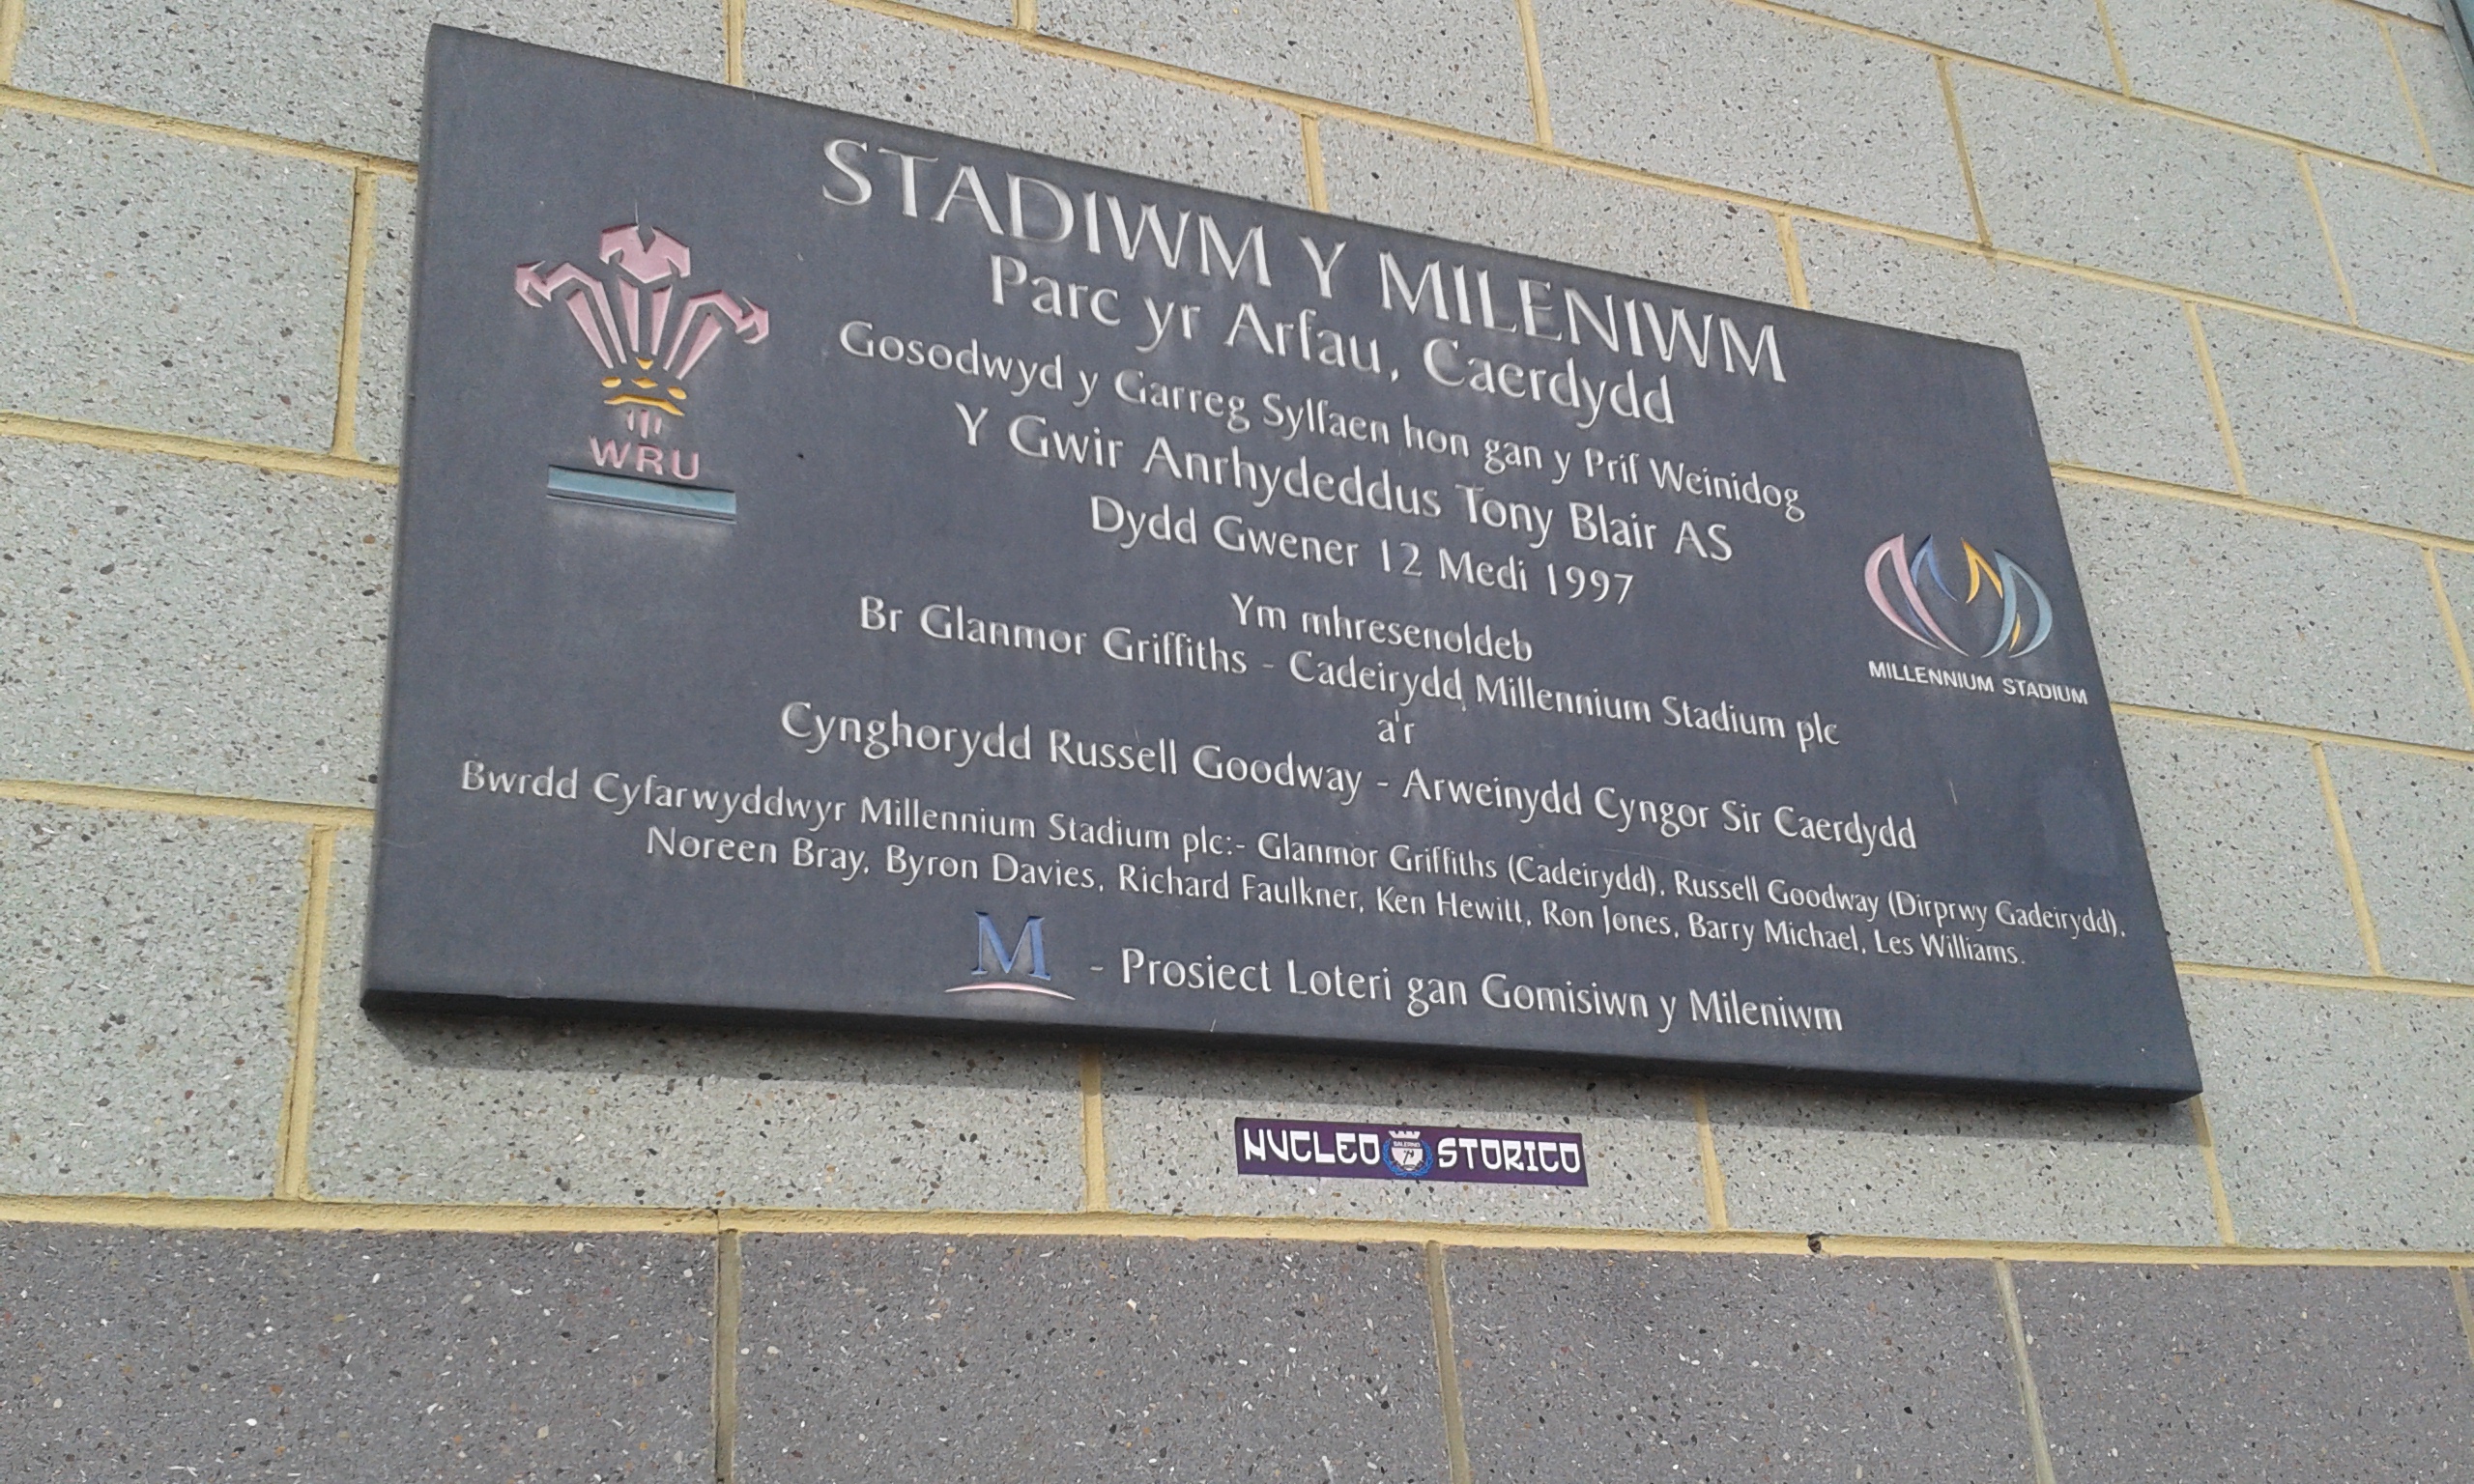 STADIWM Y MILENIWM
Parc yr Arfau, Caerdydd
Gosodwyd y Garreg Sylfaen hon gan y Prif Weinidog
Y Gwir Anrhydeddus Tony Blair AS
Dydd Gwener 12 Medi 1997
Ym mhresenoldeb
Br Glanmor Griffiths - Cadeirydd Millennium Stadium plc
a'r
Cynghorydd Russell Goodway - Arweinydd Cyngor Sir Caerdydd
Bwrdd Cyfarwyddwyr Millennium Stadium plc:- Glanmor Griffiths (Cadeirydd), Russell Goodway (Dirprwy Gadeirydd),
Noreen Bray, Byron Davies, Richard Faulkner, Ken Hewitt, Ron Jones, Barry Michael, Les Williams.
M - Prosiect Loteri gan Gomisiwn y Mileniwm
WRU
MILLENNIUM STADIUM
NUCLEO SALERNO STORICO